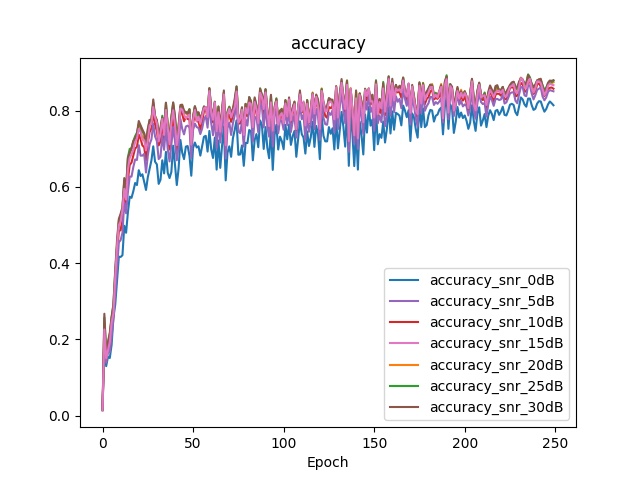 accuracy
0.8
0.6
0.4
0.2
0.0
accuracy_snr_0dB
accuracy_snr_5dB
accuracy_snr_10dB
accuracy_snr_15dB
accuracy_snr_20dB
accuracy_snr_25dB
accuracy_snr_30dB
0 50 100 150 200 250
Epoch